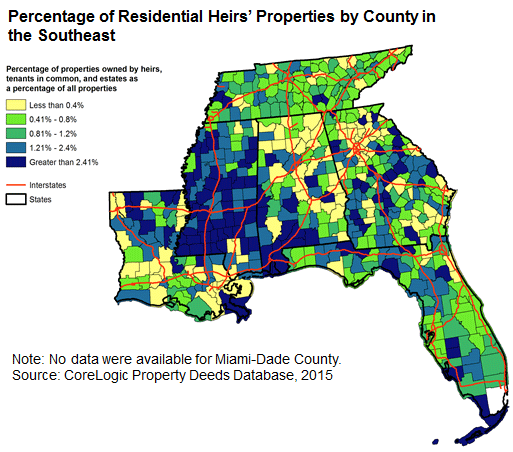 Percentage of Residential Heirs’ Properties by County in
the Southeast
Percentage of properties owned by heirs,
tenants in common, and estates as
a percentage of all properties
Less than 0.4%
0.41% - 0.8%
0.81% - 1.2%
1.21% - 2.4%
Greater than 2.41%
Interstates
States
Note: No data were available for Miami-Dade County.
Source: CoreLogic Property Deeds Database, 2015